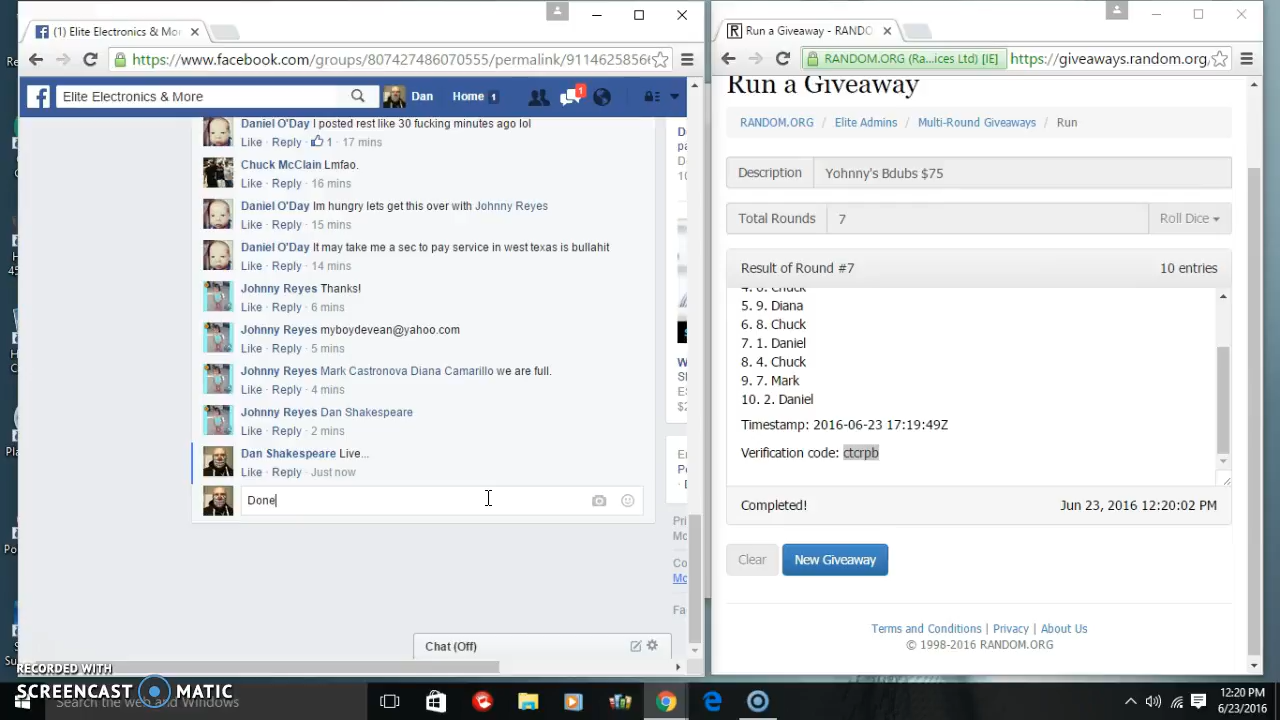 (1) Elite Electronics & Mor
https://www.facebook.com/groups/807427486070555/permalink/9114625856
Elite Electronics & More
Dan
Home 1
1
Daniel O'Day I posted rest like 30 fucking minutes ago lol
Like · Reply · 1 · 17 mins
Chuck McClain Lmfao.
Like · Reply · 16 mins
Daniel O'Day Im hungry lets get this over with Johnny Reyes
Like · Reply · 15 mins
Daniel O'Day It may take me a sec to pay service in west texas is bullahit
Like · Reply · 14 mins
Johnny Reyes Thanks!
Like · Reply · 6 mins
Johnny Reyes myboydevean@yahoo.com
Like · Reply · 5 mins
Johnny Reyes Mark Castronova Diana Camarillo we are full.
Like · Reply · 4 mins
Johnny Reyes Dan Shakespeare
Like · Reply · 2 mins
Dan Shakespeare Live...
Like · Reply · Just now
Done
Chat (Off)
Run a Giveaway - RANDO
RANDOM.ORG (Ra...ices Ltd) [IE]
https://giveaways.random.org,
Run a Giveaway
RANDOM.ORG / Elite Admins / Multi-Round Giveaways / Run
Description Yohnny's Bdubs $75
Total Rounds 7 Roll Dice
Result of Round #7 10 entries
5. 9. Diana
6. 8. Chuck
7. 1. Daniel
8. 4. Chuck
9. 7. Mark
10. 2. Daniel
Timestamp: 2016-06-23 17:19:49Z
Verification code: ctcrpb
Completed! Jun 23, 2016 12:20:02 PM
Clear New Giveaway
Terms and Conditions | Privacy | About Us
© 1998-2016 RANDOM.ORG
RECORDED WITH
SCREENCAST MATIC
Search the web and Windows
12:20 PM
6/23/2016